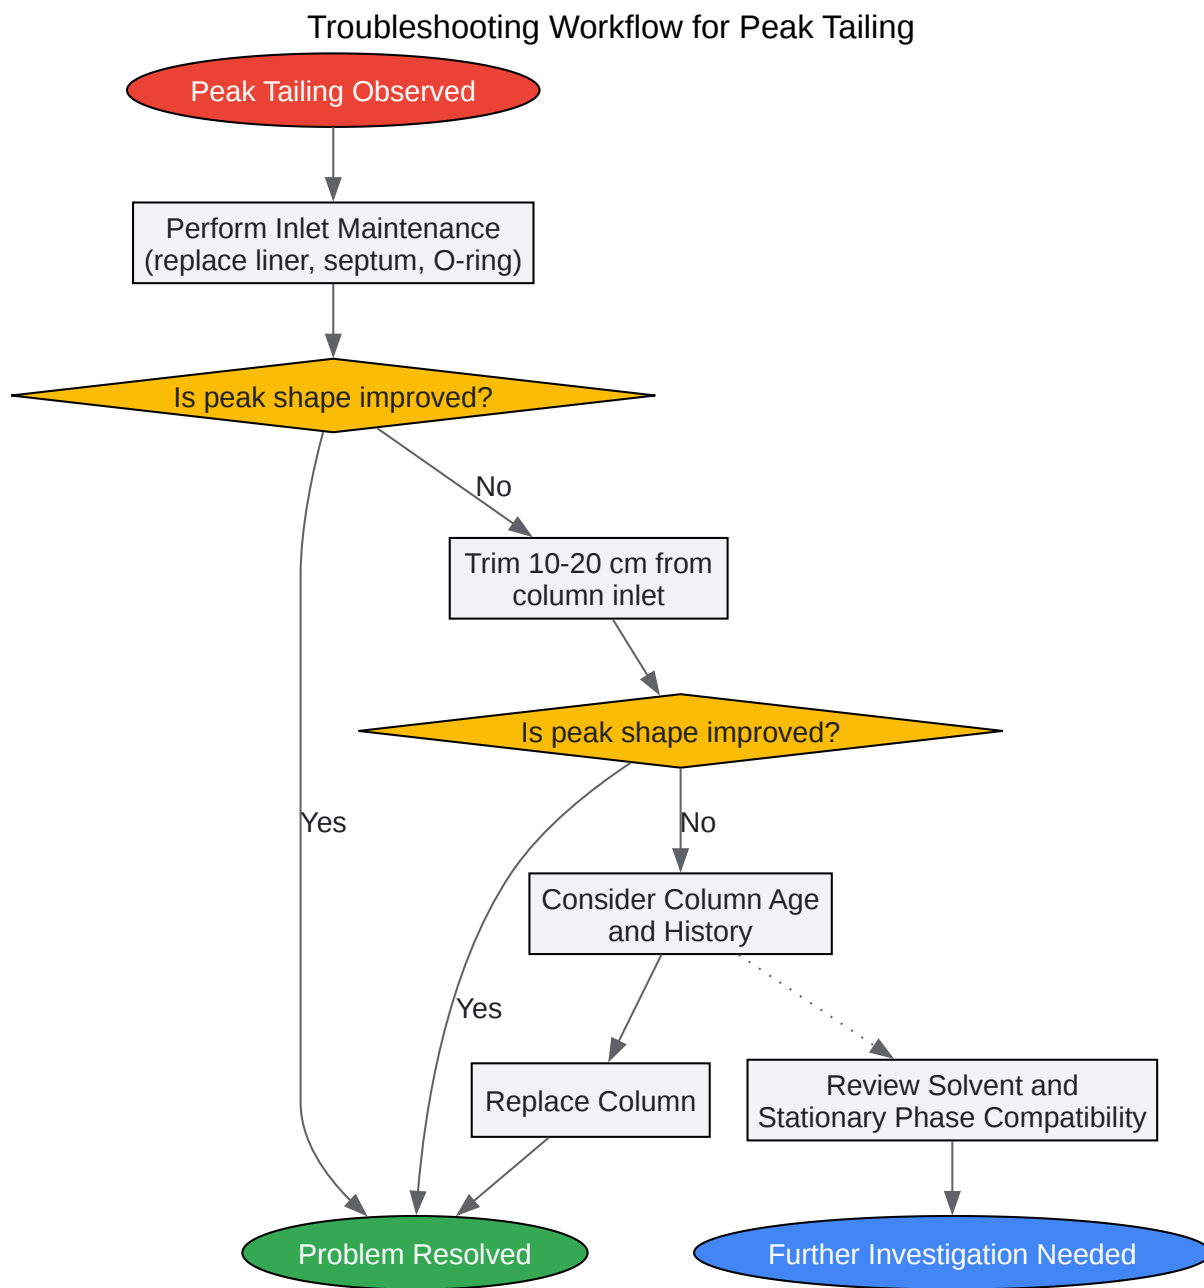 Troubleshooting Workflow for Peak Tailing
Peak Tailing Observed
Perform Inlet Maintenance
(replace liner, septum, O-ring)
Is peak shape improved?
No
Trim 10-20 cm from
column inlet
Is peak shape improved?
Yes
No
Consider Column Age
and History
Yes
Replace Column
Review Solvent and
Stationary Phase Compatibility
Problem Resolved
Further Investigation Needed